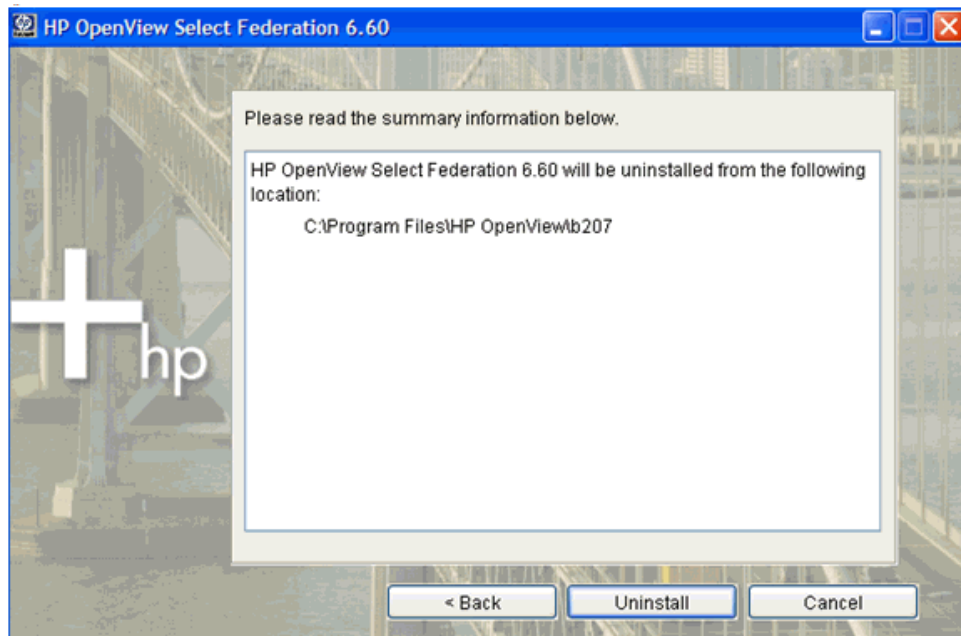 HP OpenView Select Federation 6.60
Please read the summary information below.
HP OpenView Select Federation 6.60 will be uninstalled from the following
location:
C:\Program Files\HP OpenView\b207
hp
< Back
Uninstall
Cancel